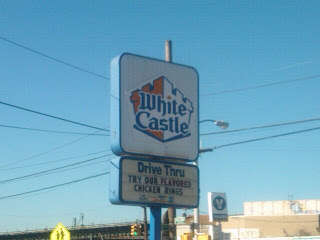 White
Castle
Drive Thru
TRY OUR FLAVORED
CHICKEN RINGS